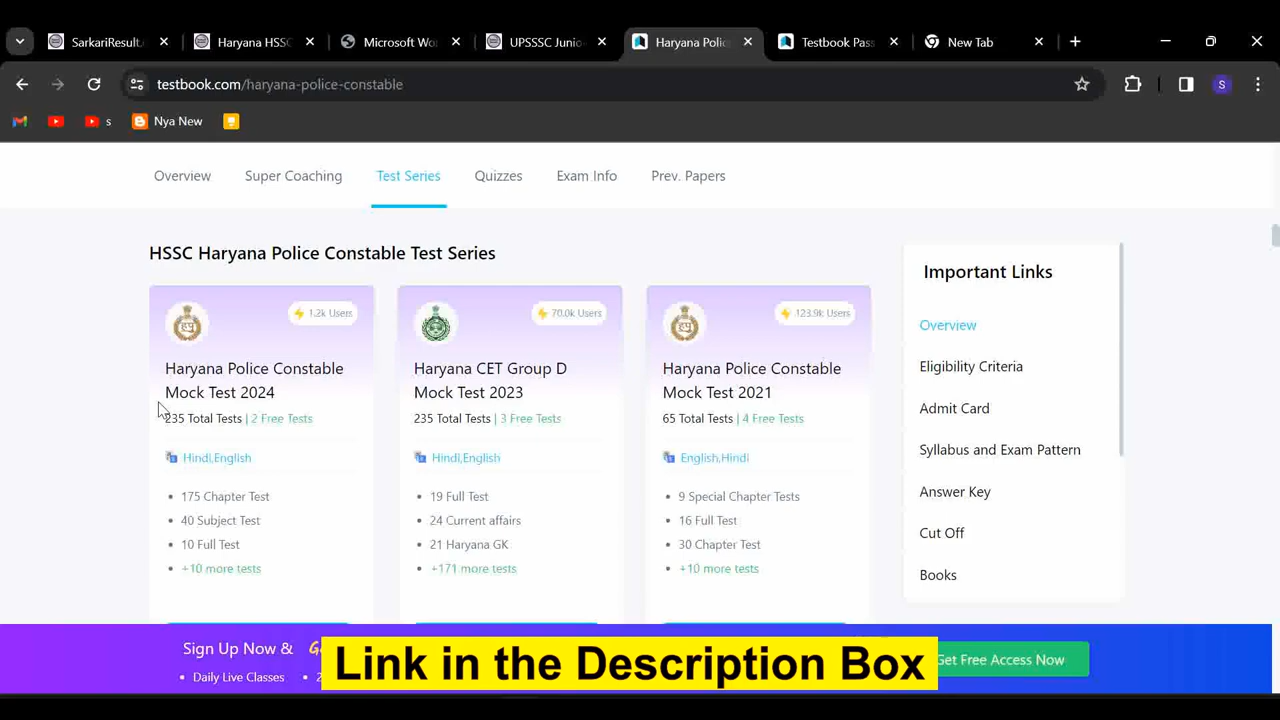 SarkariResult.
Haryana HSSC
Microsoft Wo
UPSSSC Junio
Haryana Polic
Testbook Pass
New Tab
testbook.com/haryana-police-constable
S
s
Nya New
Overview
Super Coaching
Test Series
Quizzes
Exam Info
Prev. Papers
HSSC Haryana Police Constable Test Series
1.2k Users
Haryana Police Constable
Mock Test 2024
235 Total Tests | 2 Free Tests
Hindi,English
• 175 Chapter Test
• 40 Subject Test
• 10 Full Test
• +10 more tests
70.0k Users
Haryana CET Group D
Mock Test 2023
235 Total Tests | 3 Free Tests
Hindi,English
• 19 Full Test
• 24 Current affairs
• 21 Haryana GK
• +171 more tests
123.9k Users
Haryana Police Constable
Mock Test 2021
65 Total Tests | 4 Free Tests
English,Hindi
• 9 Special Chapter Tests
• 16 Full Test
• 30 Chapter Test
• +10 more tests
Important Links
Overview
Eligibility Criteria
Admit Card
Syllabus and Exam Pattern
Answer Key
Cut Off
Books
Sign Up Now &
• Daily Live Classes
Link in the Description Box
Get Free Access Now